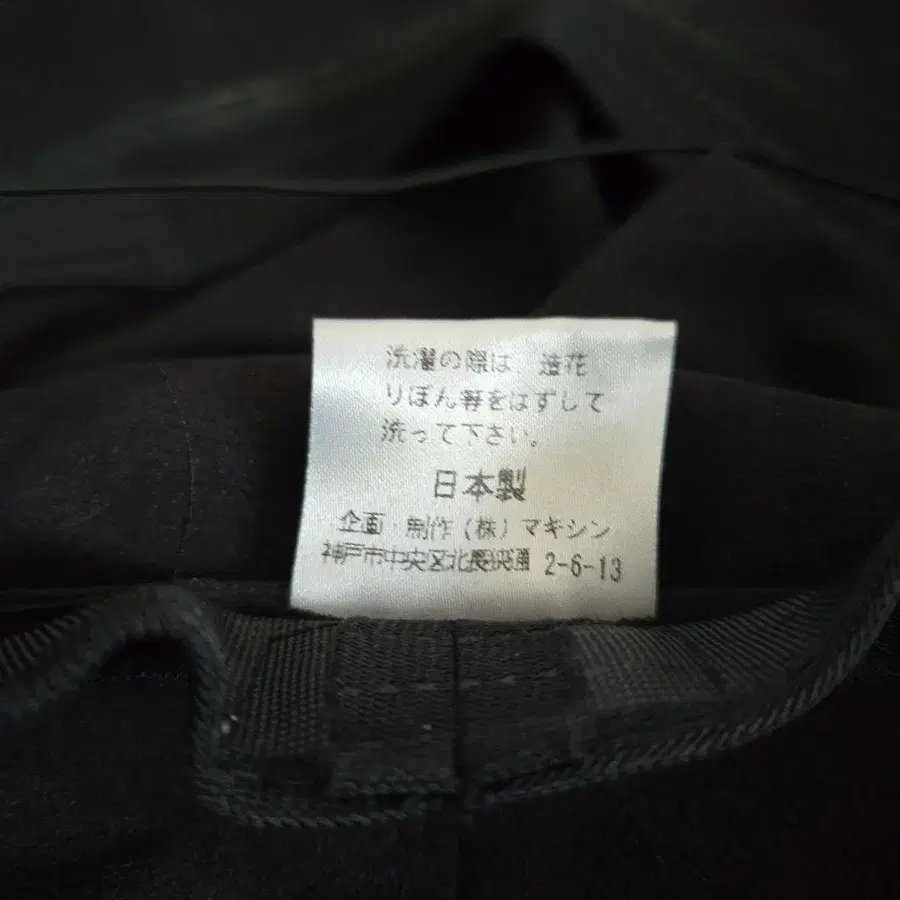 洗濯の際は、造花
りぼん等をはずして
洗って下さい。
日本製
企画・制作(株)マキシン
神戸市中央区北長狭通 2-6-13